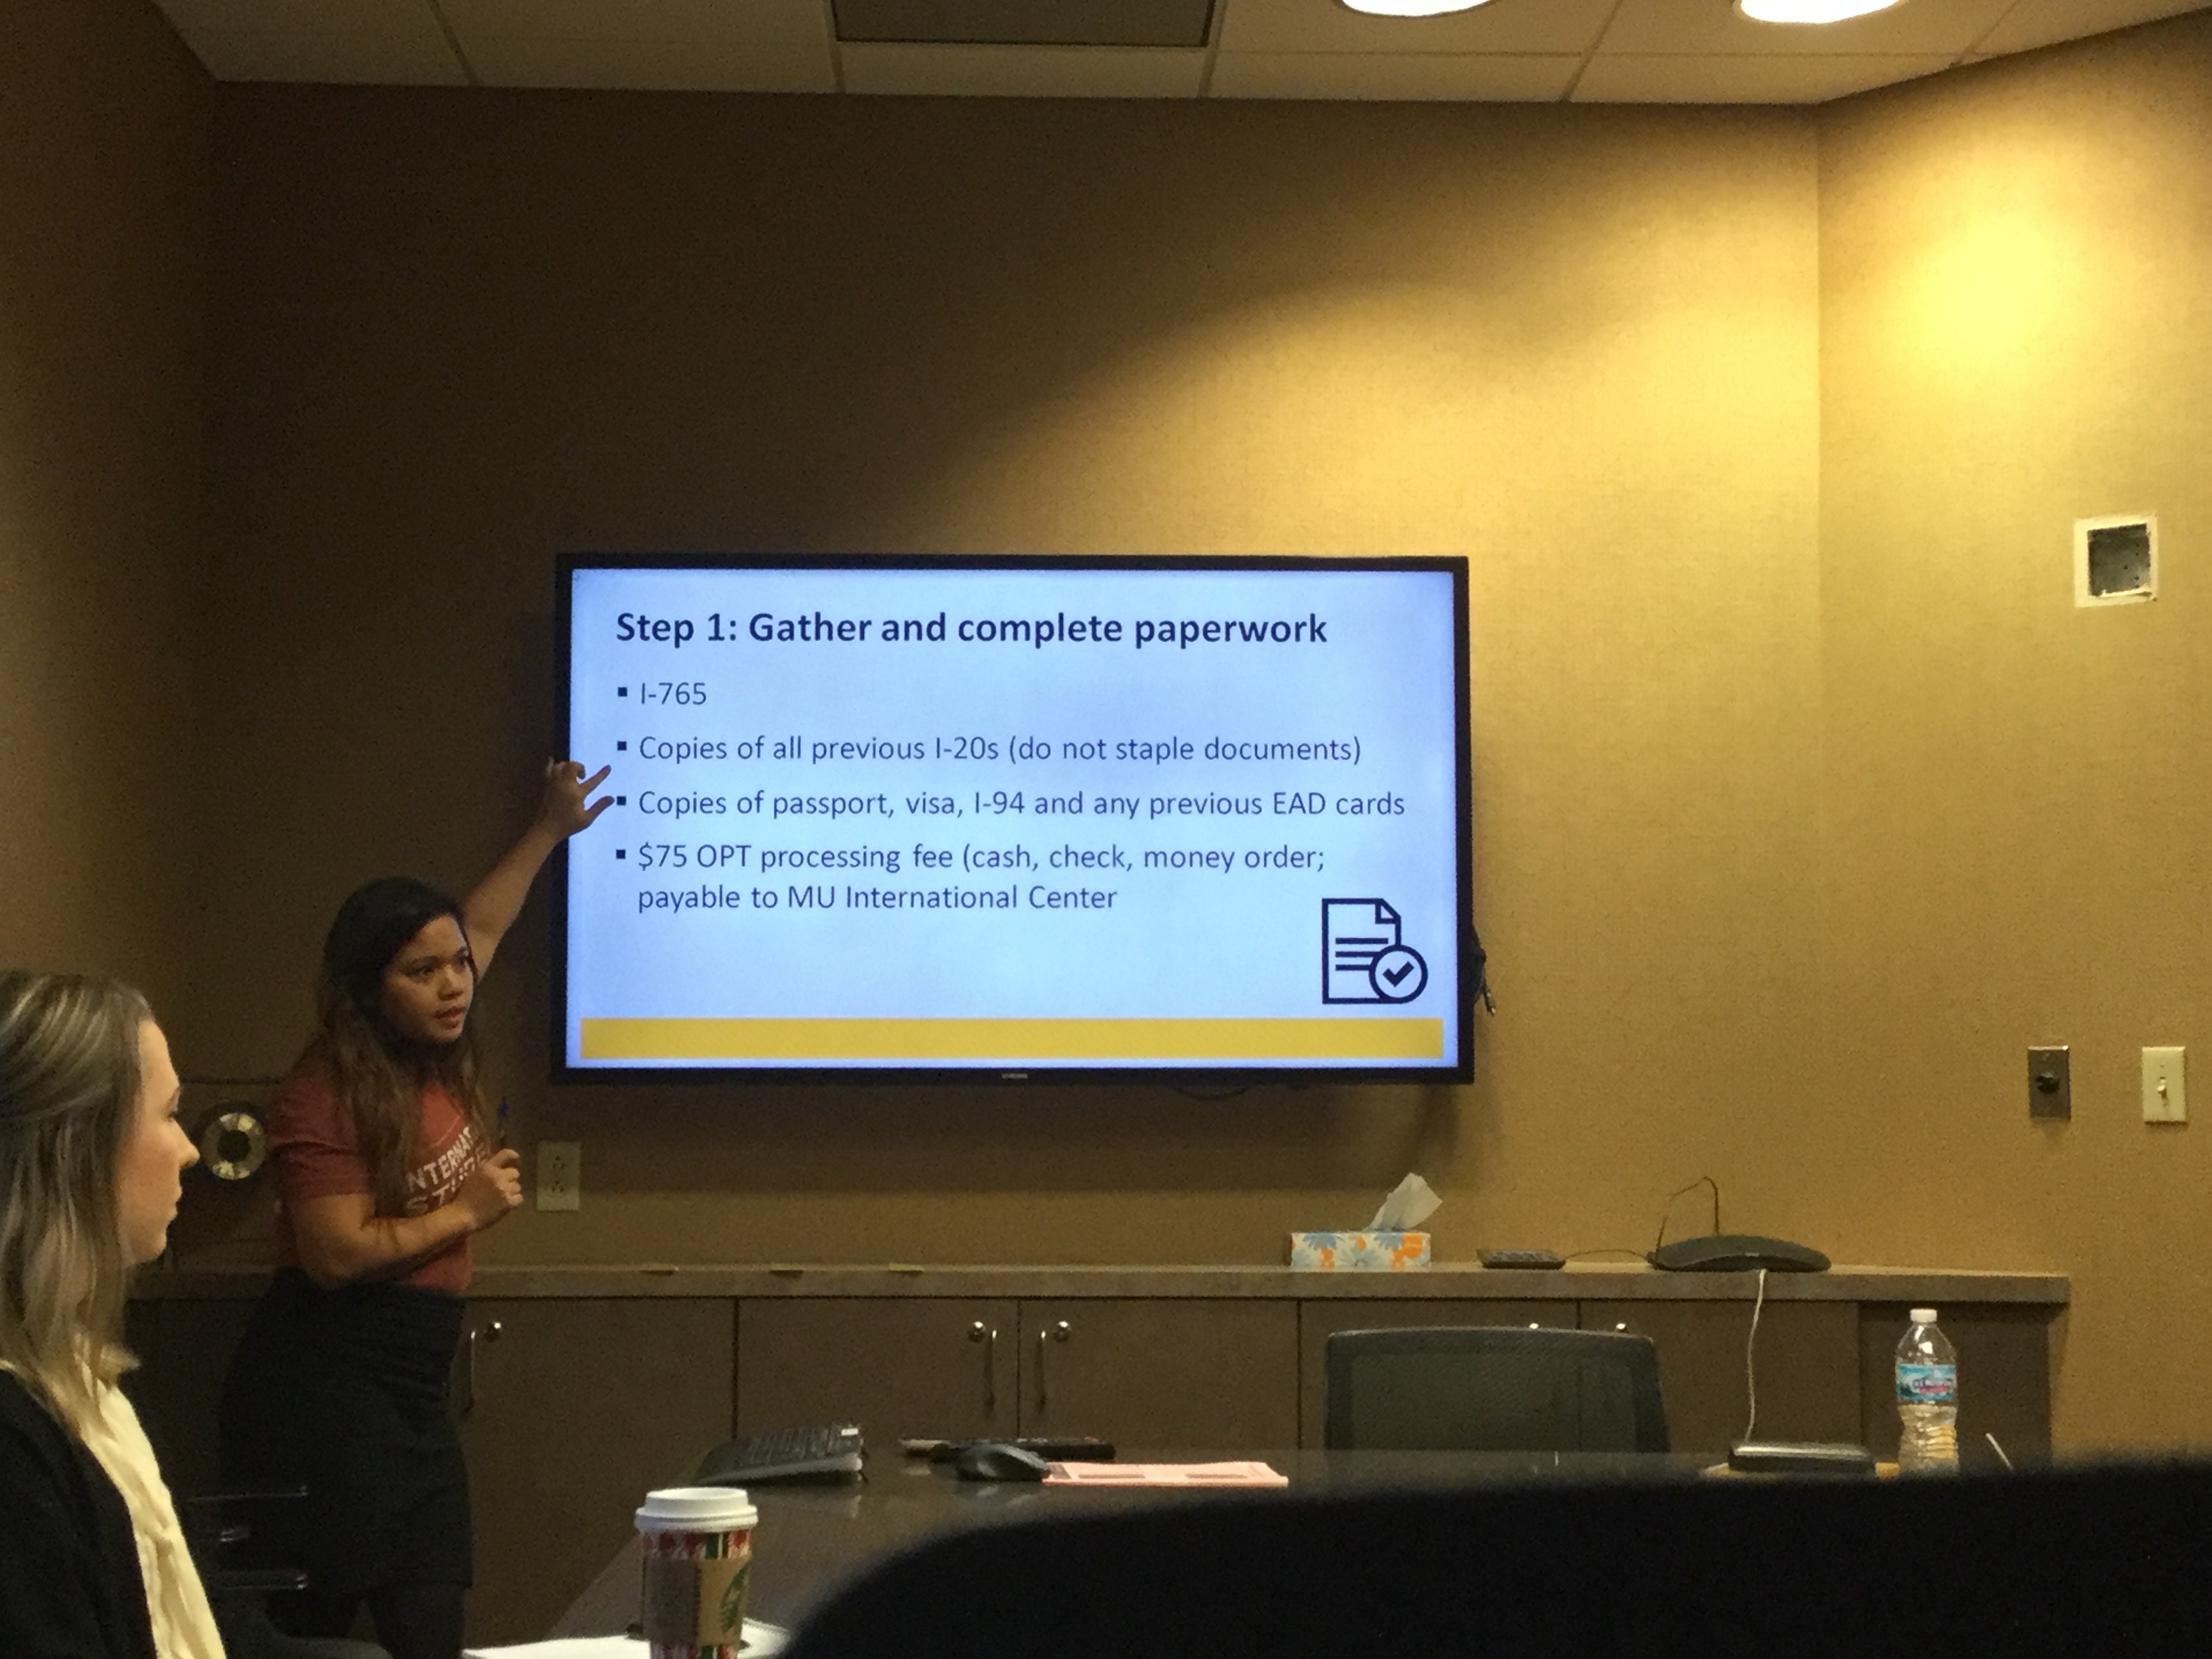 Step 1: Gather and complete paperwork
▪ I-765
▪ Copies of all previous I-20s (do not staple documents)
▪ Copies of passport, visa, I-94 and any previous EAD cards
▪ $75 OPT processing fee (cash, check, money order;
payable to MU International Center
NTERNAT